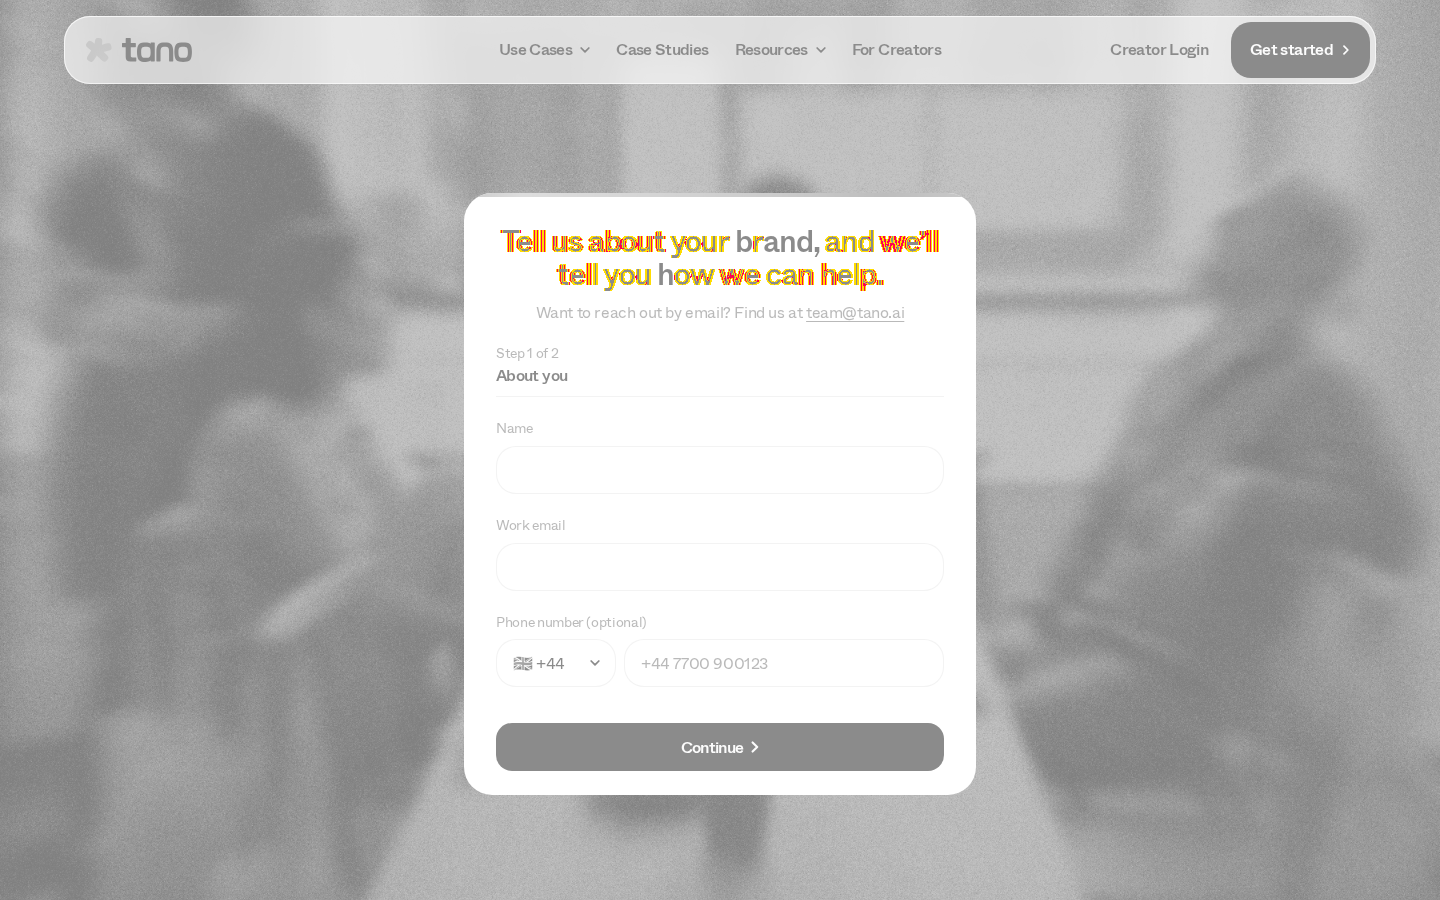 tano
Use Cases
Case Studies
Resources
For Creators
Creator Login
Get started
Tell us about your brand, and we’ll
tell you how we can help.
Want to reach out by email? Find us at team@tano.ai
Step 1 of 2
About you
Name
Work email
Phone number (optional)
🇬🇧 +44
+44 7700 900123
Continue